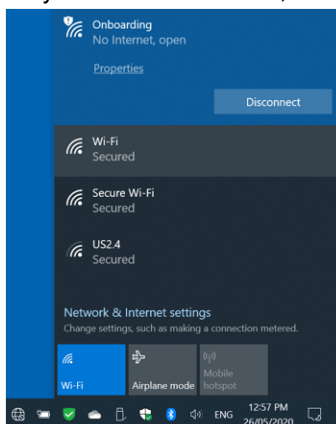 Onboarding
No Internet, open
Properties
Disconnect
Wi-Fi
Secured
Secure Wi-Fi
Secured
US2.4
Secured
Network & Internet settings
Change settings, such as making a connection metered.
Wi-Fi
Airplane mode
Mobile
hotspot
ENG
12:57 PM
26/05/2020